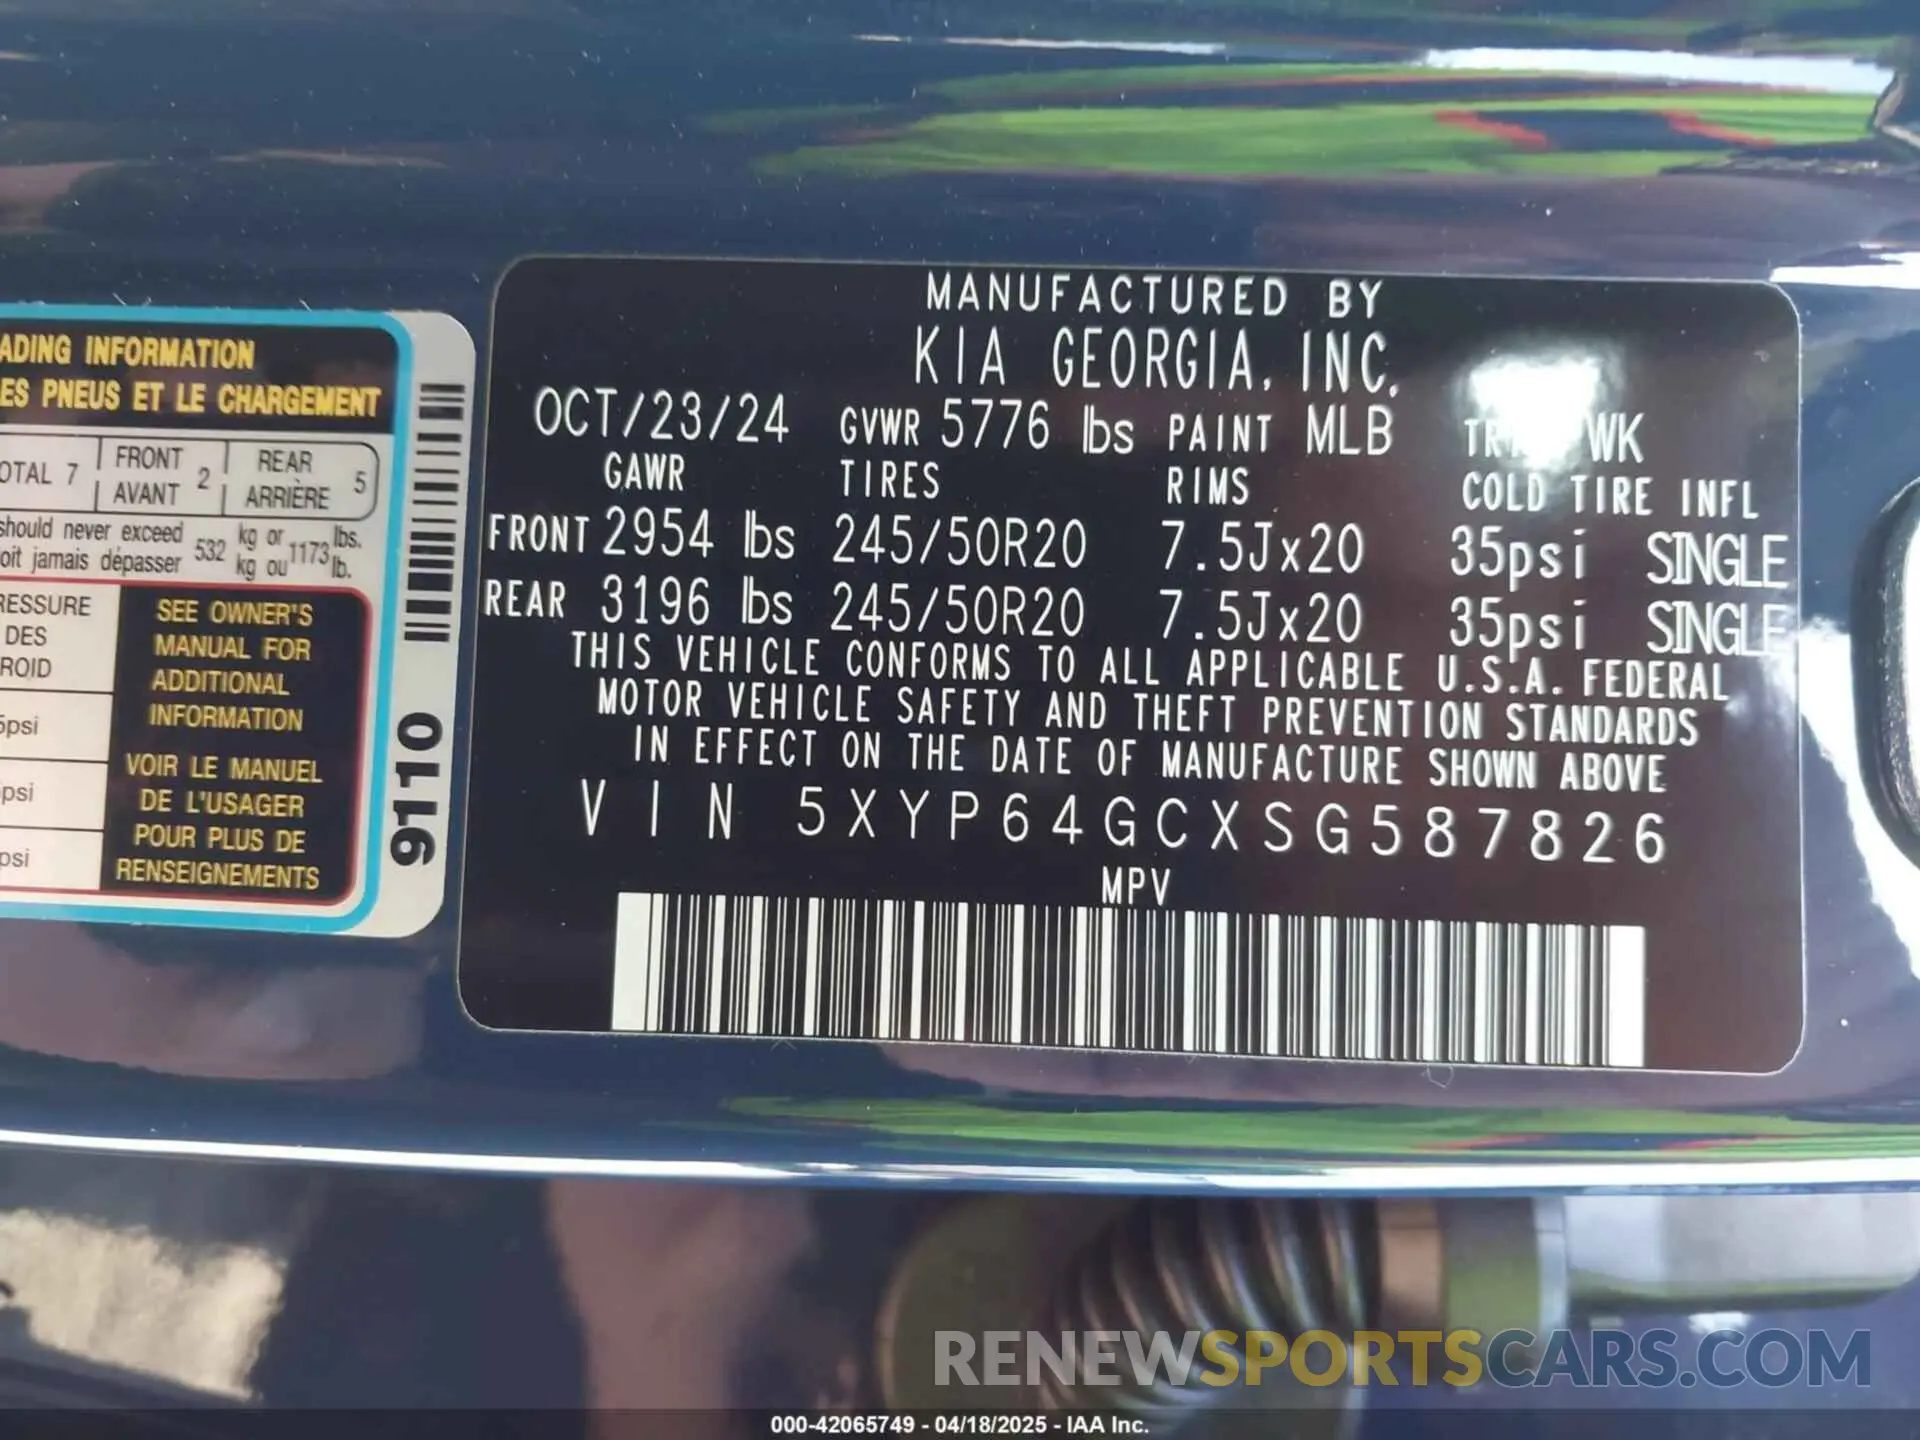 ADING INFORMATION
ES PNEUS ET LE CHARGEMENT
OTAL 7 FRONT AVANT 2 REAR ARRIÈRE 5
should never exceed
oit jamais dépasser 532 kg or kg ou 1173 lbs. lb.
RESSURE
DES
ROID
5psi
psi
psi
SEE OWNER'S
MANUAL FOR
ADDITIONAL
INFORMATION
VOIR LE MANUEL
DE L'USAGER
POUR PLUS DE
RENSEIGNEMENTS
9110
MANUFACTURED BY
KIA GEORGIA, INC.
OCT/23/24 GVWR 5776 lbs PAINT MLB WK
GAWR TIRES RIMS COLD TIRE INFL
FRONT 2954 lbs 245/50R20 7.5Jx20 35psi SINGLE
REAR 3196 lbs 245/50R20 7.5Jx20 35psi SINGLE
THIS VEHICLE CONFORMS TO ALL APPLICABLE U.S.A. FEDERAL
MOTOR VEHICLE SAFETY AND THEFT PREVENTION STANDARDS
IN EFFECT ON THE DATE OF MANUFACTURE SHOWN ABOVE
VIN 5XYP64GCXSG587826
MPV
RENEWSPORTSCARS.COM
000-42065749 - 04/18/2025 - IAA Inc.